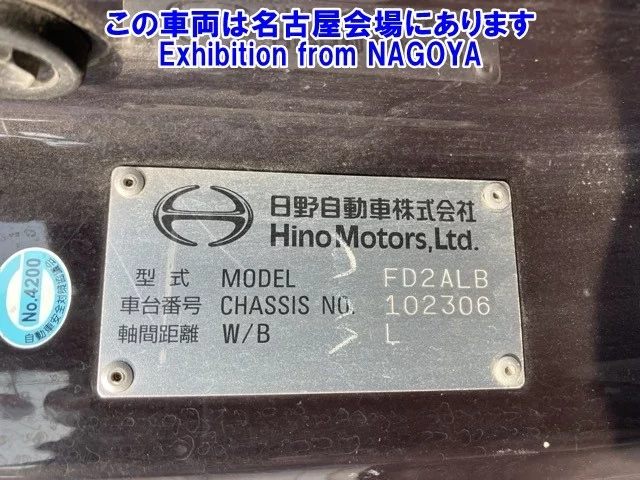 この車両は名古屋会場にあります
Exhibition from NAGOYA
日野自動車株式会社
Hino Motors, Ltd.
型式 MODEL FD2ALB
車台番号 CHASSIS NO. 102306
軸間距離 W/B L
No.4200